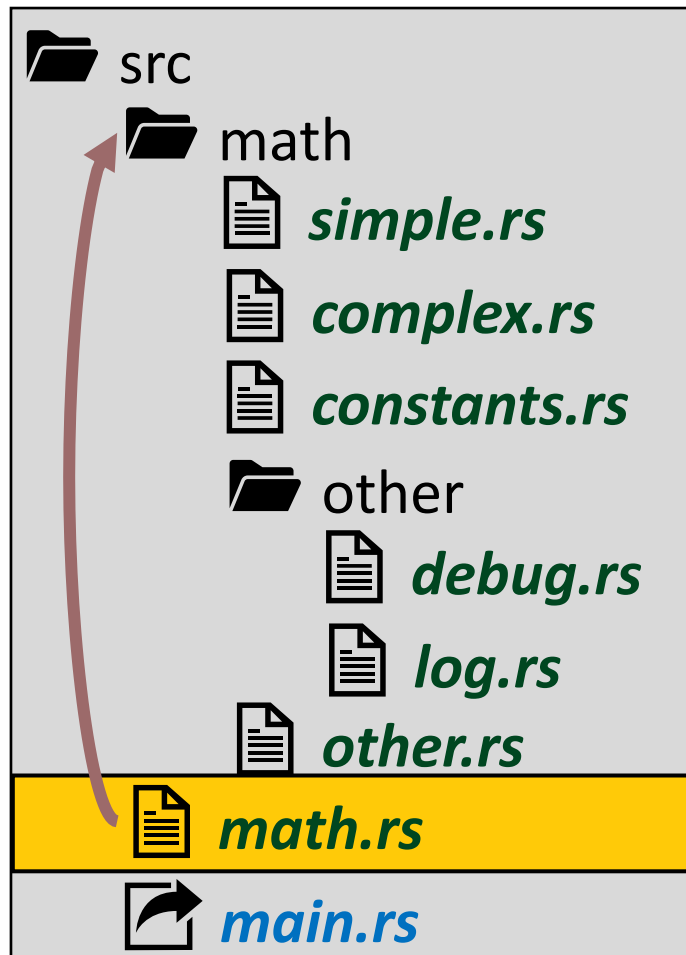 src
math
simple.rs
complex.rs
constants.rs
other
debug.rs
log.rs
other.rs
math.rs
main.rs